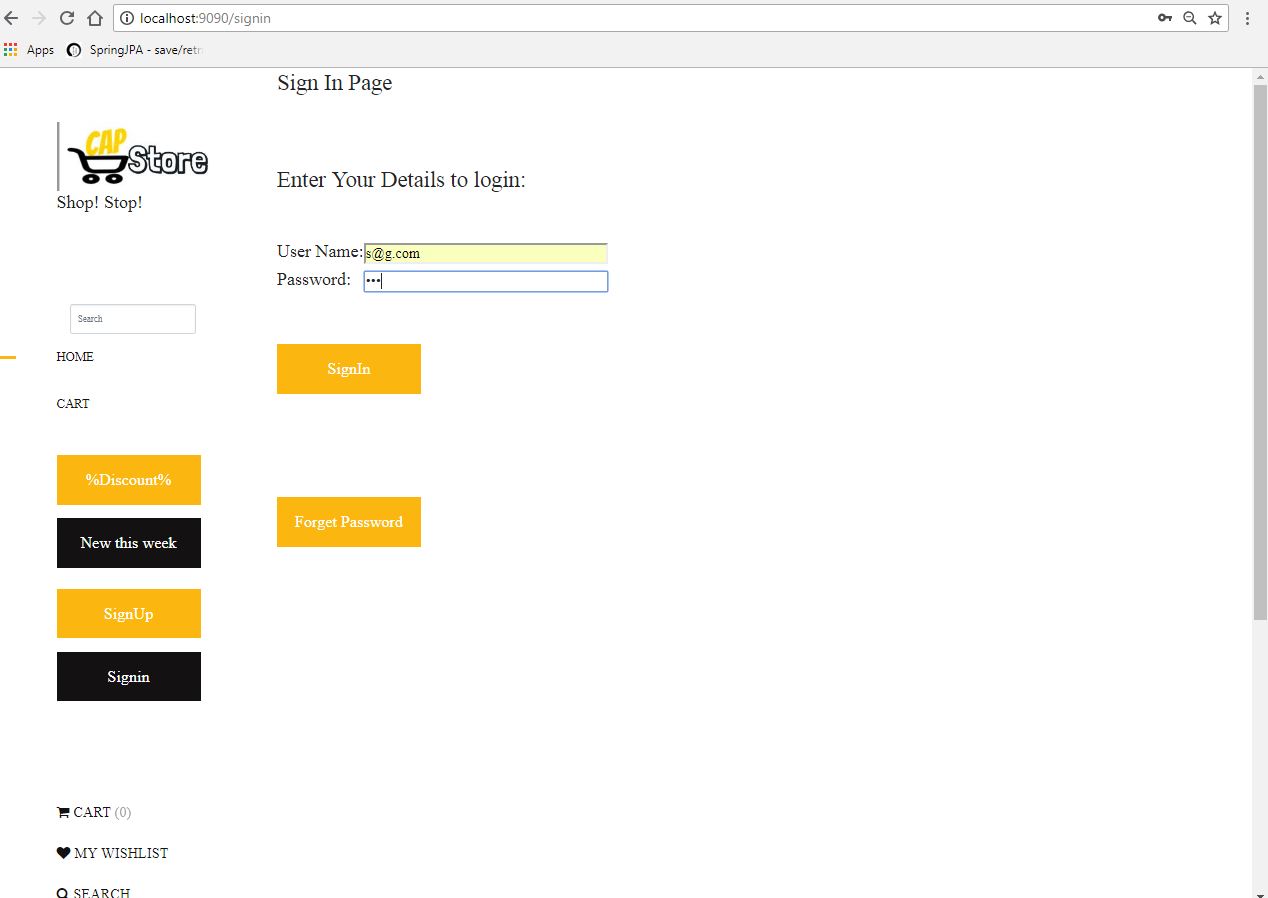 localhost:9090/signin
Apps SpringJPA - save/retr
Sign In Page
CAP
Store
Shop! Stop!
Enter Your Details to login:
User Name: s@g.com
Password: •••
Search
HOME
SignIn
CART
%Discount%
Forget Password
New this week
SignUp
Signin
CART (0)
MY WISHLIST
SEARCH